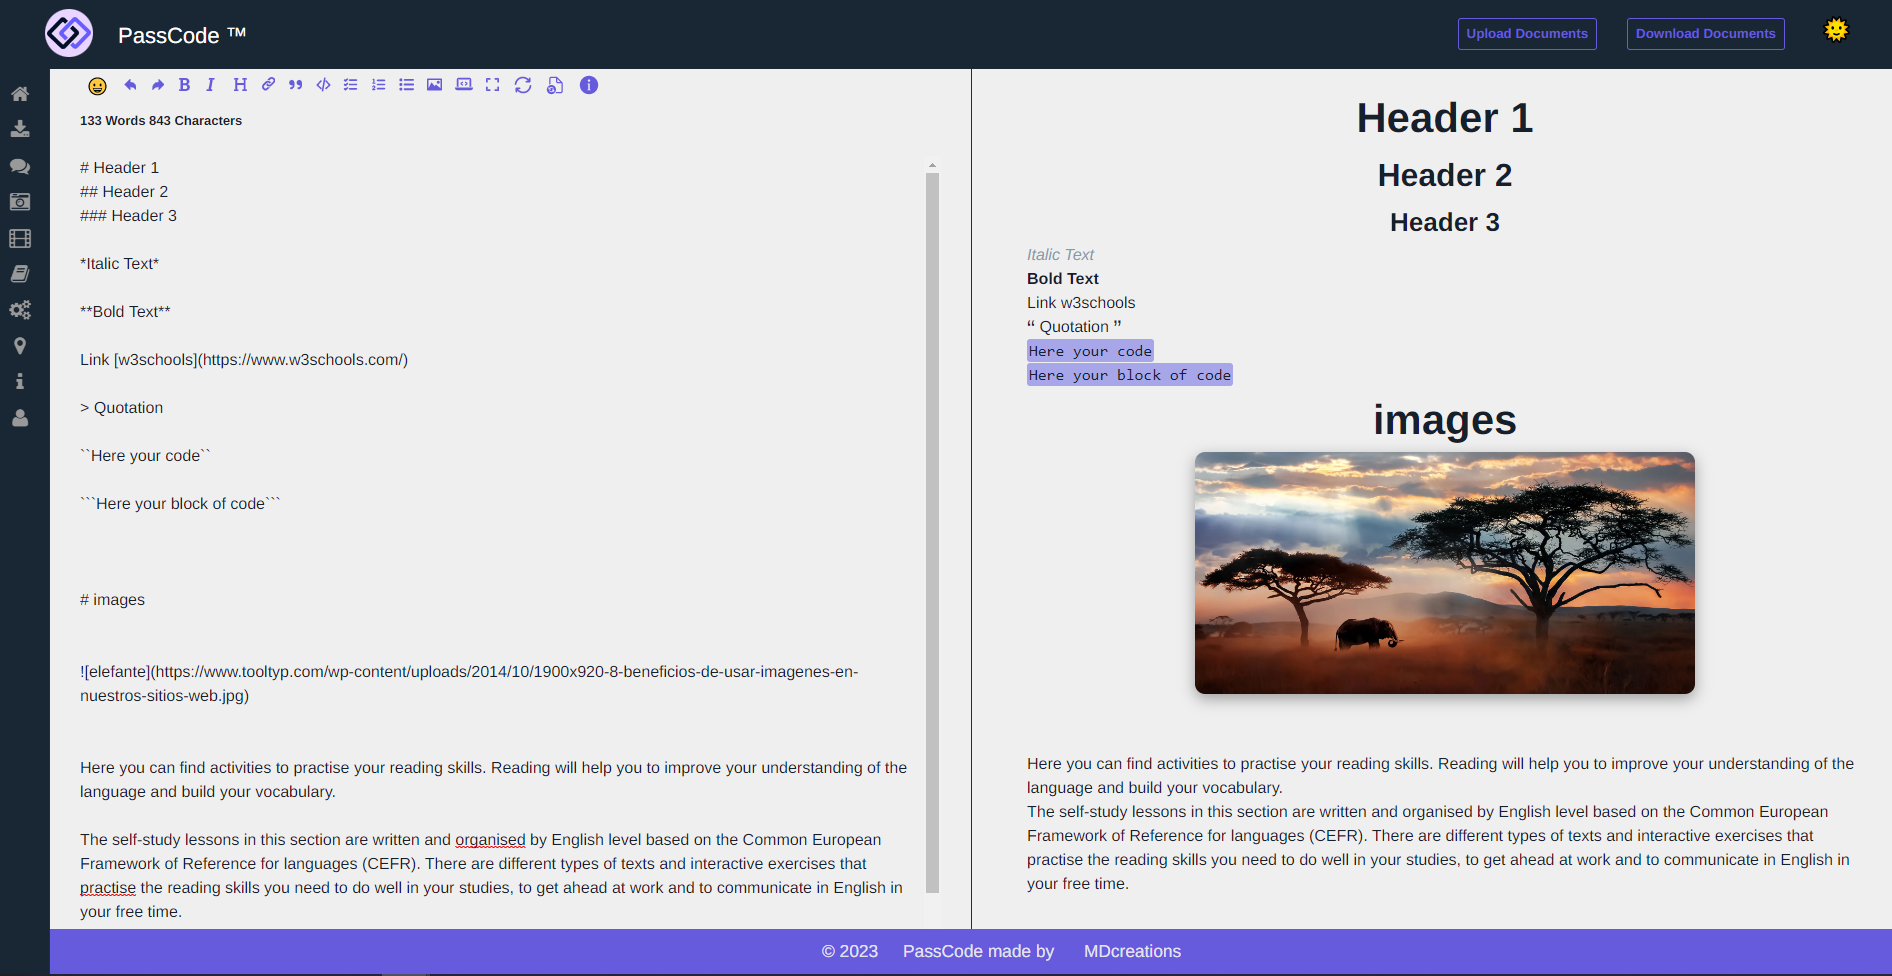 PassCode ™
Upload Documents
Download Documents
133 Words 843 Characters
# Header 1
## Header 2
### Header 3
*Italic Text*
**Bold Text**
Link [w3schools](https://www.w3schools.com/)
> Quotation
``Here your code``
```Here your block of code```
# images
![elefante](https://www.tooltyp.com/wp-content/uploads/2014/10/1900x920-8-beneficios-de-usar-imagenes-en-
nuestros-sitios-web.jpg)
Here you can find activities to practise your reading skills. Reading will help you to improve your understanding of the
language and build your vocabulary.
The self-study lessons in this section are written and organised by English level based on the Common European
Framework of Reference for languages (CEFR). There are different types of texts and interactive exercises that
practise the reading skills you need to do well in your studies, to get ahead at work and to communicate in English in
your free time.
Header 1
Header 2
Header 3
Italic Text
Bold Text
Link w3schools
“ Quotation ”
Here your code
Here your block of code
images
Here you can find activities to practise your reading skills. Reading will help you to improve your understanding of the
language and build your vocabulary.
The self-study lessons in this section are written and organised by English level based on the Common European
Framework of Reference for languages (CEFR). There are different types of texts and interactive exercises that
practise the reading skills you need to do well in your studies, to get ahead at work and to communicate in English in
your free time.
© 2023 PassCode made by MDcreations